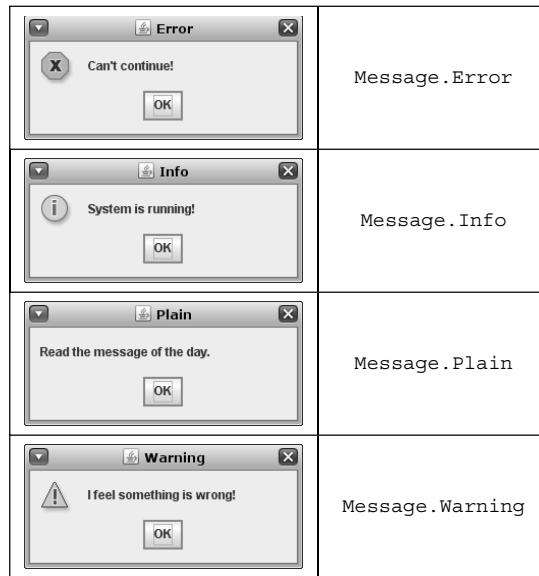 Error
X
Can't continue!
OK
Message.Error
Info
i
System is running!
OK
Message.Info
Plain
Read the message of the day.
OK
Message.Plain
Warning
!
I feel something is wrong!
OK
Message.Warning